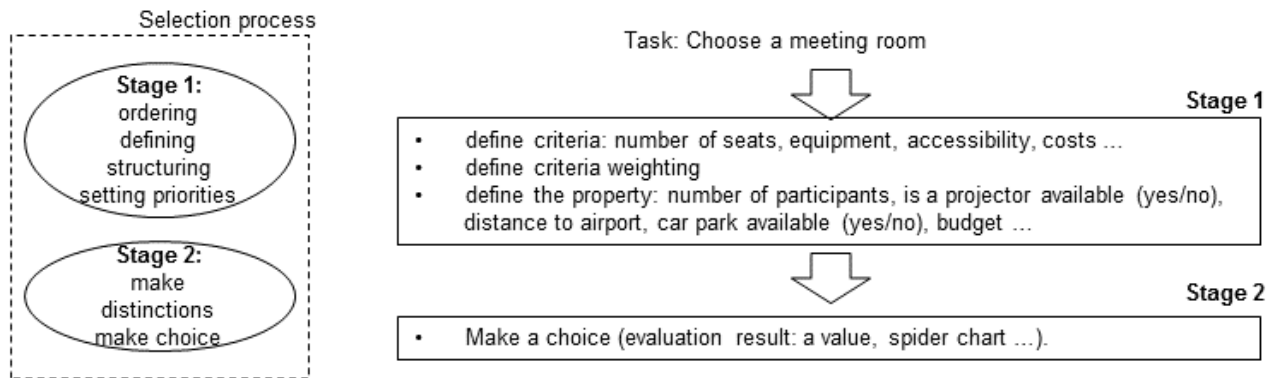 Selection process
Stage 1:
ordering
defining
structuring
setting priorities
Stage 2:
make
distinctions
make choice
Task: Choose a meeting room
Stage 1
• define criteria: number of seats, equipment, accessibility, costs ...
• define criteria weighting
• define the property: number of participants, is a projector available (yes/no),
distance to airport, car park available (yes/no), budget ...
Stage 2
• Make a choice (evaluation result: a value, spider chart ...).